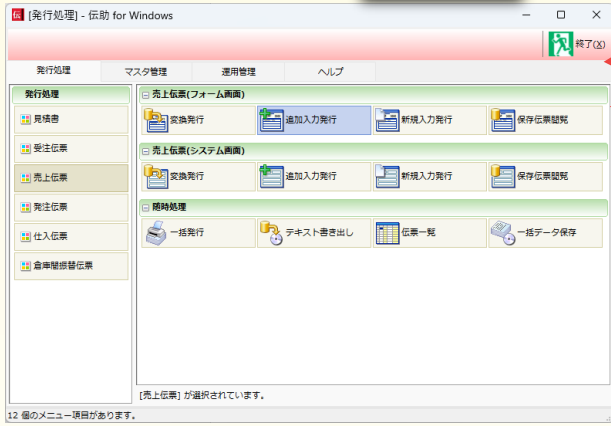 伝 [発行処理] - 伝助 for Windows
終了(X)
発行処理 マスタ管理 運用管理 ヘルプ
発行処理
見積書
受注伝票
売上伝票
発注伝票
仕入伝票
倉庫間振替伝票
売上伝票(フォーム画面)
変換発行 追加入力発行 新規入力発行 保存伝票閲覧
売上伝票(システム画面)
変換発行 追加入力発行 新規入力発行 保存伝票閲覧
随時処理
一括発行 テキスト書き出し 伝票一覧 一括データ保存
[売上伝票] が選択されています。
12 個のメニュー項目があります。